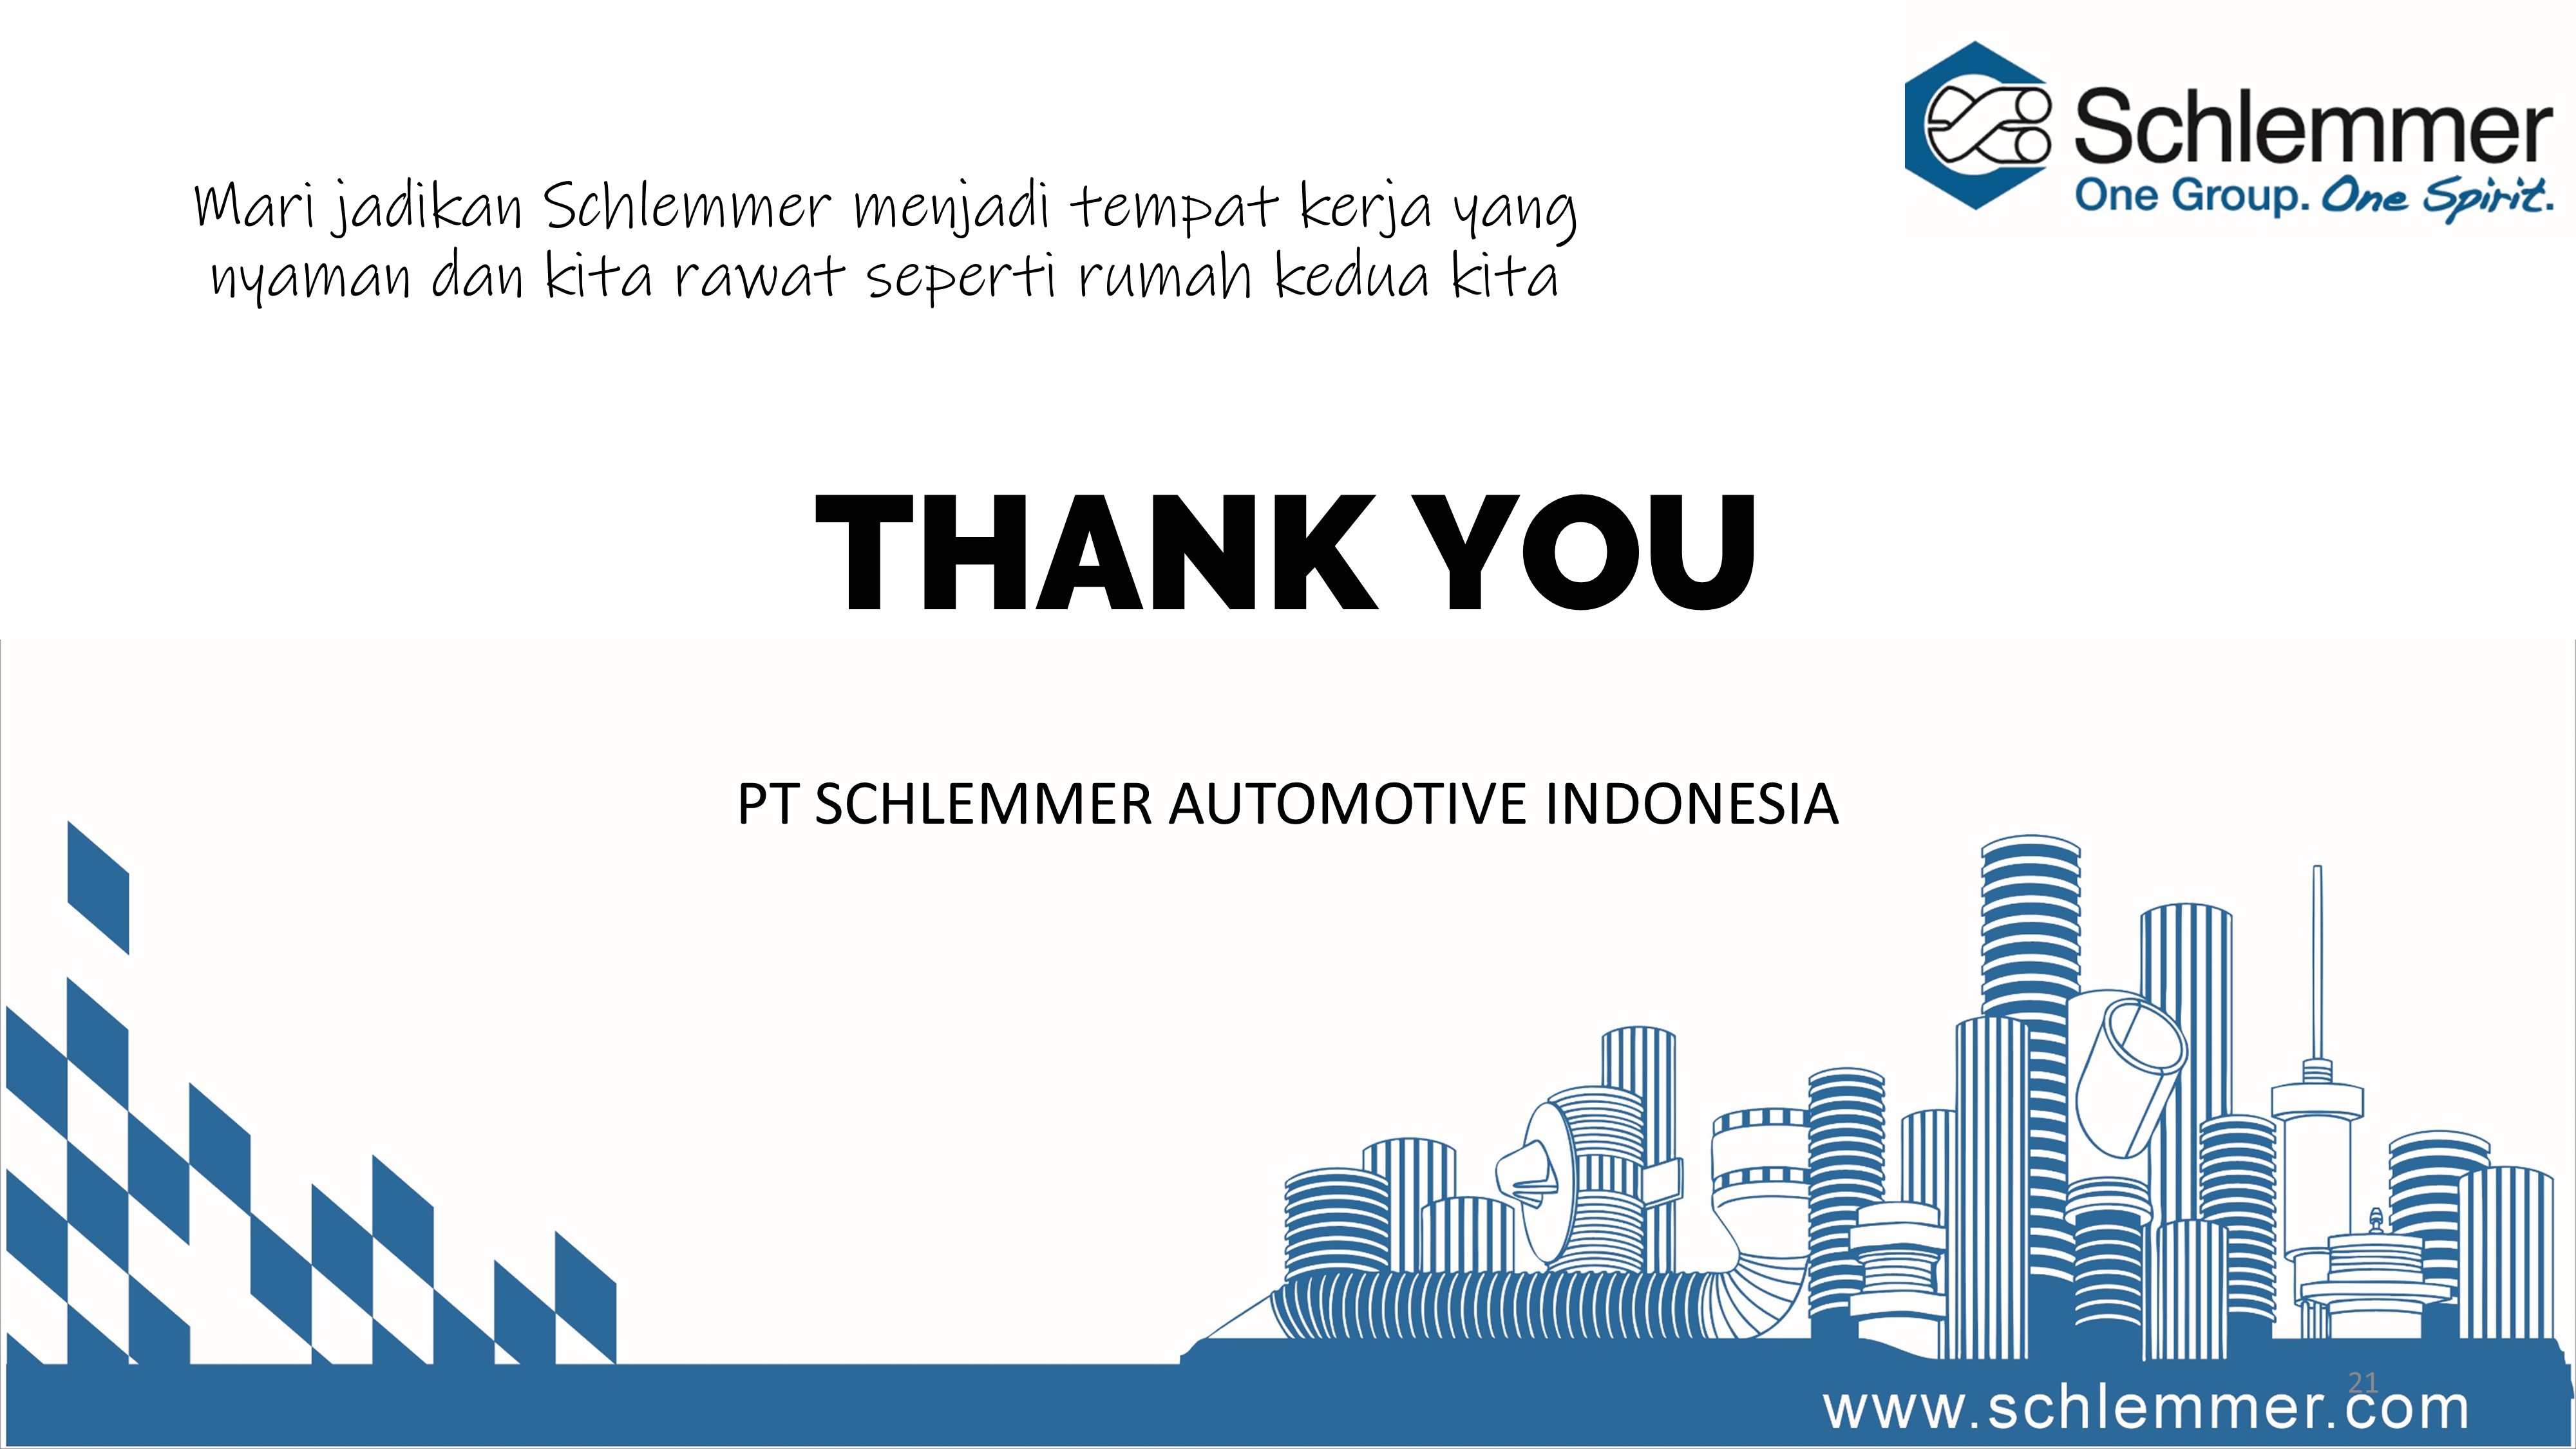 Schlemmer
One Group. One Spirit.
Mari jadikan Schlemmer menjadi tempat kerja yang
nyaman dan kita rawat seperti rumah kedua kita
THANK YOU
PT SCHLEMMER AUTOMOTIVE INDONESIA
21
www.schlemmer.com